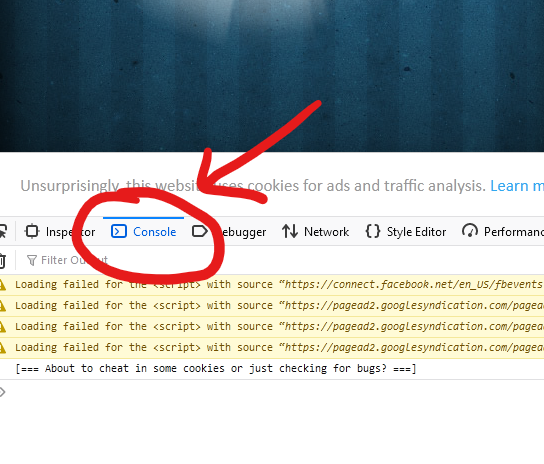 Unsurprisingly, this website uses cookies for ads and traffic analysis. Learn m
Inspector Console Debugger Network Style Editor Performanc
Filter Output
Loading failed for the <script> with source “https://connect.facebook.net/en_US/fbevents
Loading failed for the <script> with source “https://pagead2.googlesyndication.com/pagead
Loading failed for the <script> with source “https://pagead2.googlesyndication.com/pagead
Loading failed for the <script> with source “https://pagead2.googlesyndication.com/pagead
[=== About to cheat in some cookies or just checking for bugs? ===]